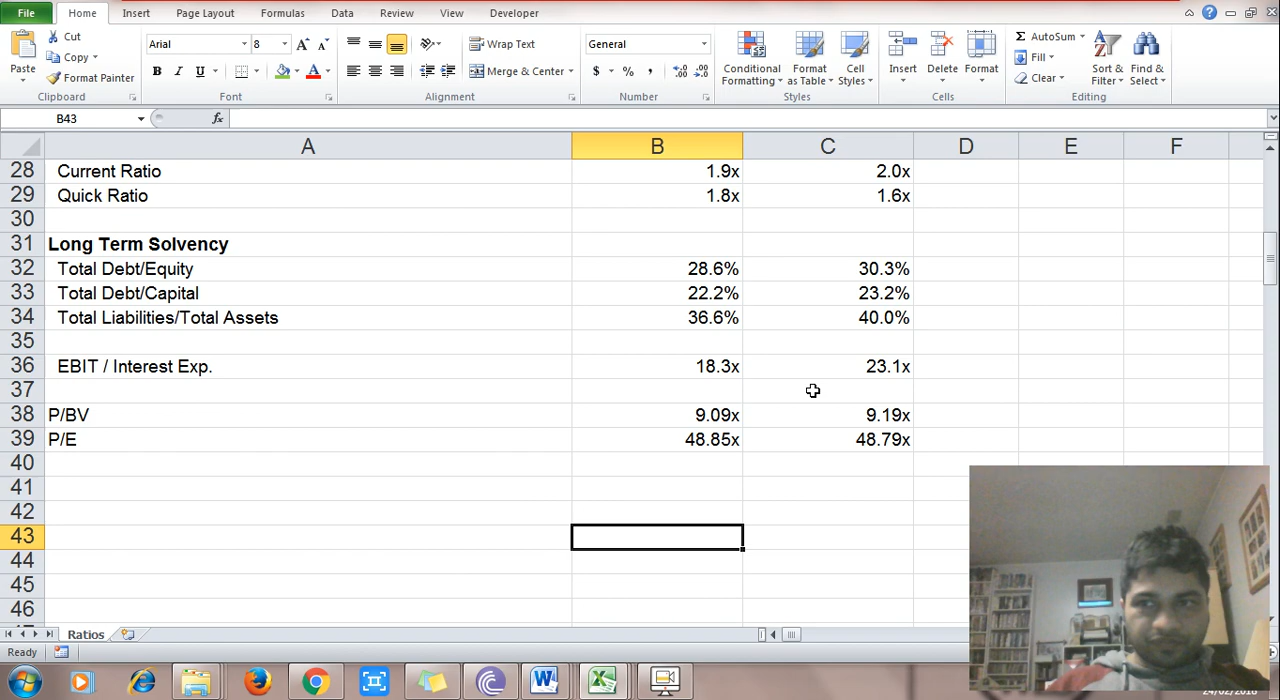 File Home Insert Page Layout Formulas Data Review View Developer
Cut
Copy
Format Painter
Paste
Clipboard
Arial 8 A A
B I U A
Font
Wrap Text
Merge & Center
Alignment
General
$ % ,
Number
Conditional Formatting
Format as Table
Cell Styles
Styles
Insert Delete Format
Cells
Σ AutoSum
Fill
Clear
Sort & Filter
Find & Select
Editing
B43 fx
A B C D E F
28 Current Ratio 1.9x 2.0x
29 Quick Ratio 1.8x 1.6x
30
31 Long Term Solvency
32 Total Debt/Equity 28.6% 30.3%
33 Total Debt/Capital 22.2% 23.2%
34 Total Liabilities/Total Assets 36.6% 40.0%
35
36 EBIT / Interest Exp. 18.3x 23.1x
37
38 P/BV 9.09x 9.19x
39 P/E 48.85x 48.79x
40
41
42
43
44
45
46
Ratios
Ready
24/02/2018